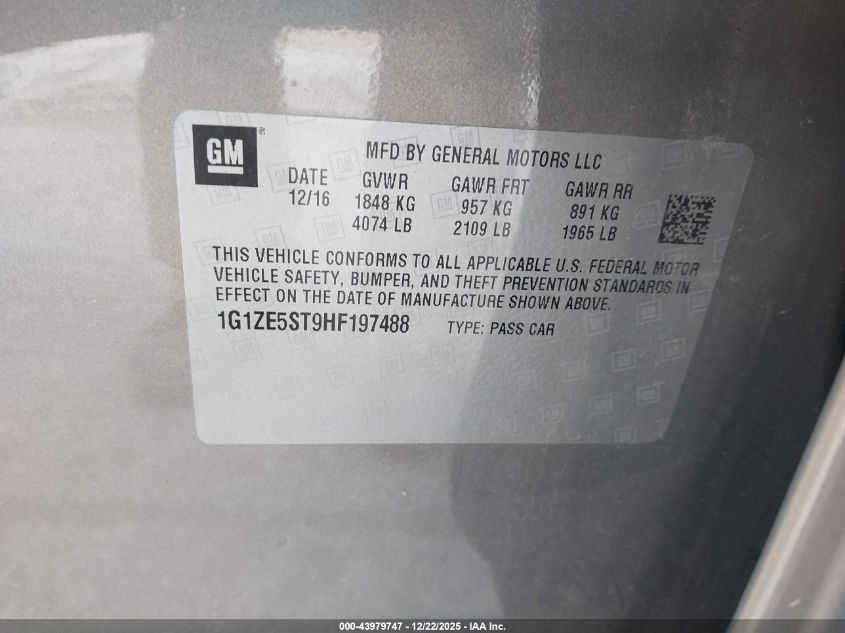 GM ®
MFD BY GENERAL MOTORS LLC
DATE GVWR GAWR FRT GAWR RR
12/16 1848 KG 957 KG 891 KG
4074 LB 2109 LB 1965 LB
THIS VEHICLE CONFORMS TO ALL APPLICABLE U.S. FEDERAL MOTOR
VEHICLE SAFETY, BUMPER, AND THEFT PREVENTION STANDARDS IN
EFFECT ON THE DATE OF MANUFACTURE SHOWN ABOVE.
1G1ZE5ST9HF197488 TYPE: PASS CAR
000-43979747 - 12/22/2025 - IAA Inc.